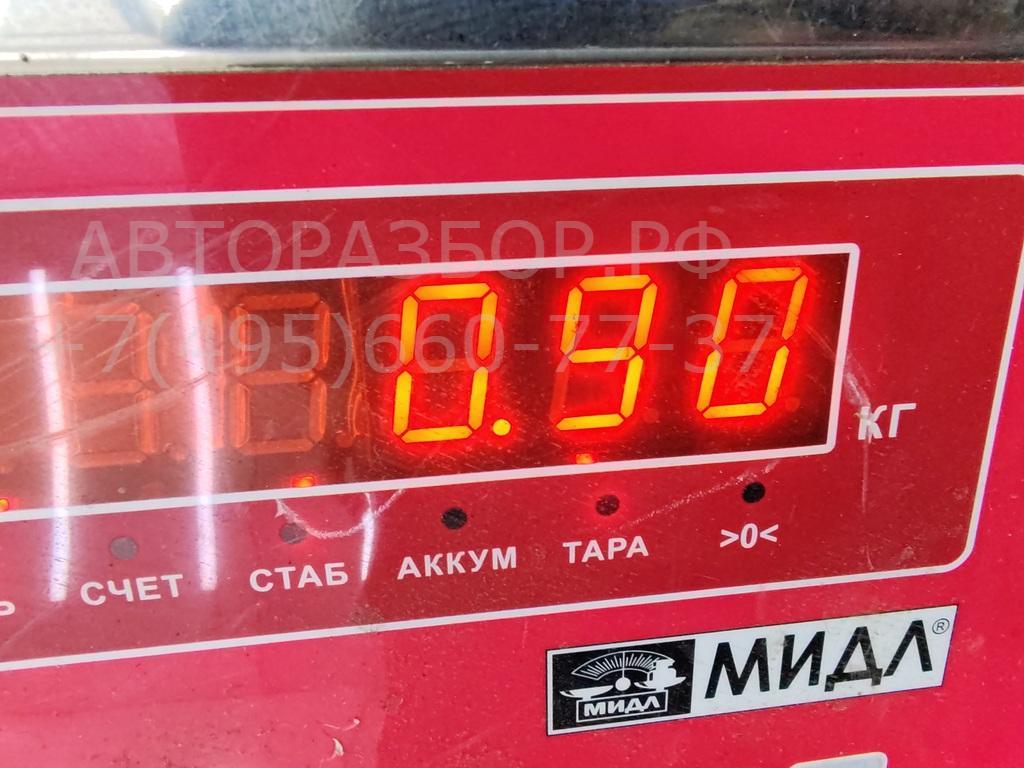 АВТОРАЗБОР.РФ
+7(495)660-77-37
0.90
КГ
Ь СЧЕТ СТАБ АККУМ ТАРА >0<
МИДЛ МИДЛ®